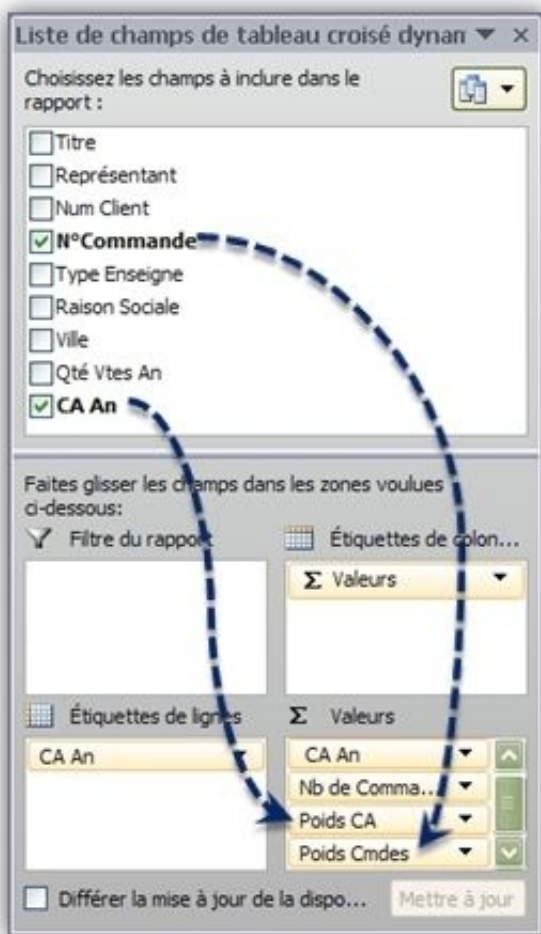 Liste de champs de tableau croisé dynan
Choisissez les champs à inclure dans le
rapport :
Titre
Représentant
Num Client
N°Commande
Type Enseigne
Raison Sociale
Ville
Qté Vtes An
CA An
Faites glisser les champs dans les zones voulues
ci-dessous:
Filtre du rapport
Étiquettes de colon...
Σ Valeurs
Étiquettes de lignes
Σ Valeurs
CA An
CA An
Nb de Comma...
Poids CA
Poids Cmdes
Différer la mise à jour de la dispo...
Mettre à jour